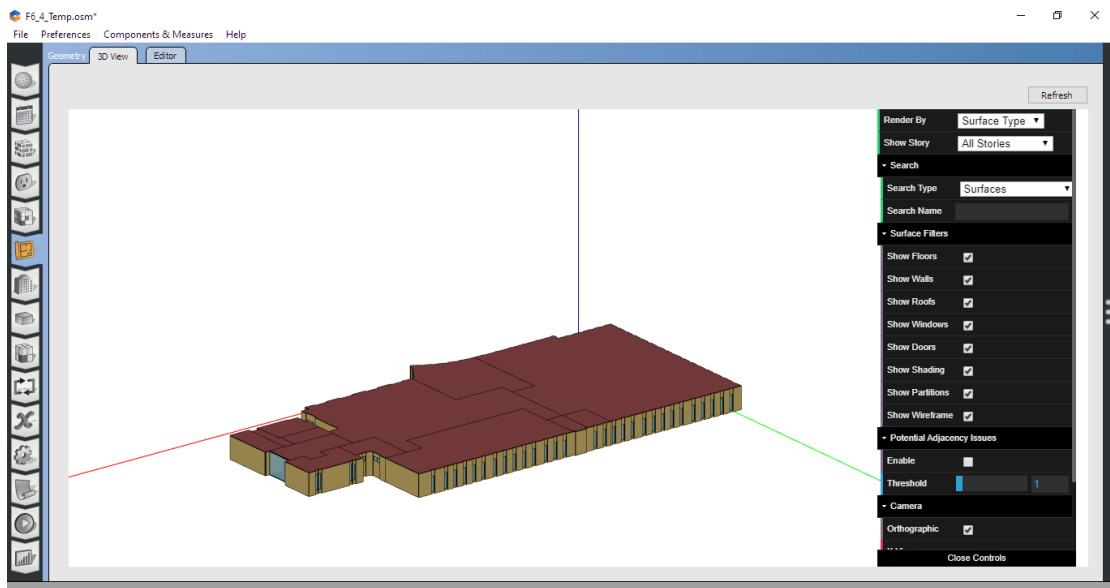 F6_4_Temp.osm*
File Preferences Components & Measures Help
Geometry 3D View Editor
Refresh
Render By Surface Type
Show Story All Stories
Search
Search Type Surfaces
Search Name
Surface Filters
Show Floors
Show Walls
Show Roofs
Show Windows
Show Doors
Show Shading
Show Partitions
Show Wireframe
Potential Adjacency Issues
Enable
Threshold 1
Camera
Orthographic
Close Controls